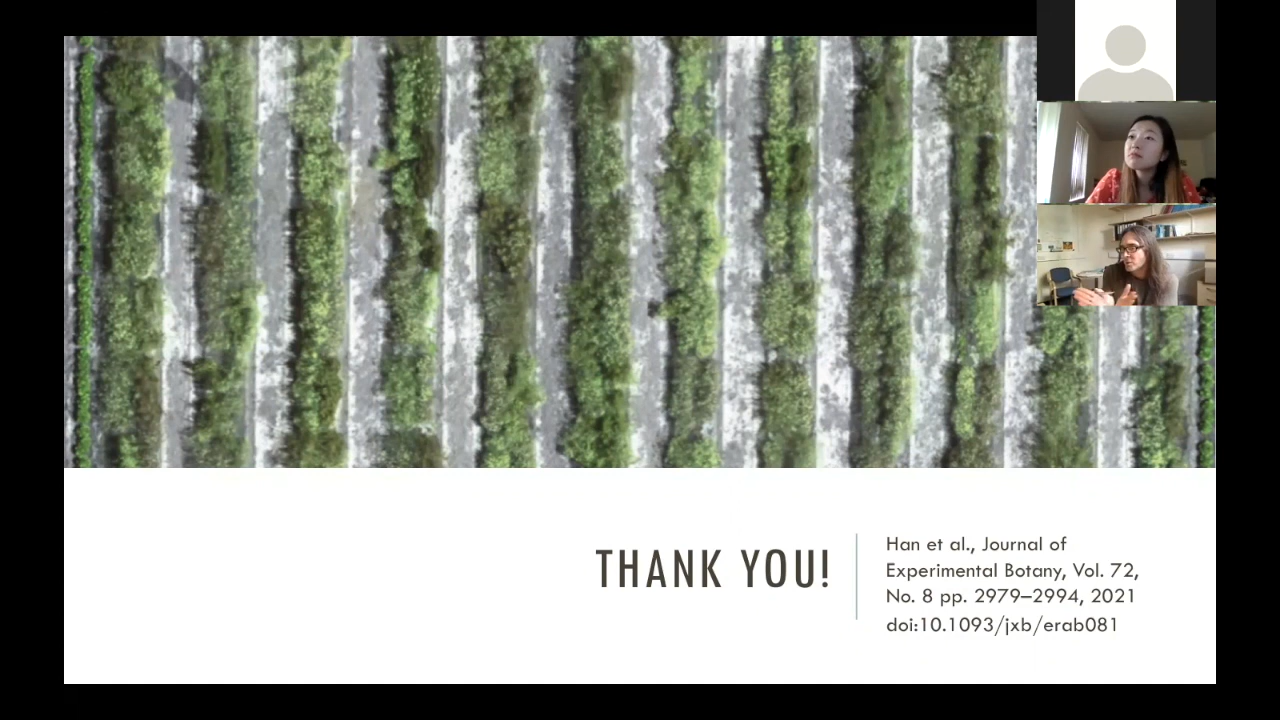 THANK YOU!
Han et al., Journal of
Experimental Botany, Vol. 72,
No. 8 pp. 2979–2994, 2021
doi:10.1093/jxb/erab081